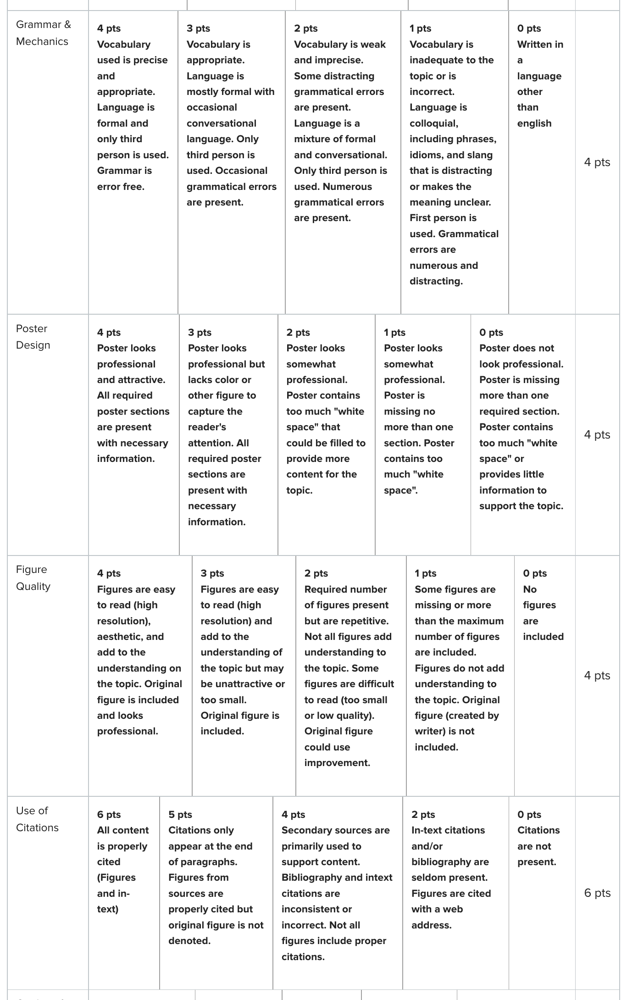 Grammar &
Mechanics
4 pts
Vocabulary
used is precise
and
appropriate.
Language is
formal and
only third
person is used.
Grammar is
error free.
3 pts
Vocabulary is
appropriate.
Language is
mostly formal with
occasional
conversational
language. Only
third person is
used. Occasional
grammatical errors
are present.
2 pts
Vocabulary is weak
and imprecise.
Some distracting
grammatical errors
are present.
Language is a
mixture of formal
and conversational.
Only third person is
used. Numerous
grammatical errors
are present.
1 pts
Vocabulary is
inadequate to the
topic or is
incorrect.
Language is
colloquial,
including phrases,
idioms, and slang
that is distracting
or makes the
meaning unclear.
First person is
used. Grammatical
errors are
numerous and
distracting.
0 pts
Written in
a
language
other
than
english
4 pts
Poster
Design
4 pts
Poster looks
professional
and attractive.
All required
poster sections
are present
with necessary
information.
3 pts
Poster looks
professional but
lacks color or
other figure to
capture the
reader's
attention. All
required poster
sections are
present with
necessary
information.
2 pts
Poster looks
somewhat
professional.
Poster contains
too much "white
space" that
could be filled to
provide more
content for the
topic.
1 pts
Poster looks
somewhat
professional.
Poster is
missing no
more than one
section. Poster
contains too
much "white
space".
0 pts
Poster does not
look professional.
Poster is missing
more than one
required section.
Poster contains
too much "white
space" or
provides little
information to
support the topic.
4 pts
Figure
Quality
4 pts
Figures are easy
to read (high
resolution),
aesthetic, and
add to the
understanding on
the topic. Original
figure is included
and looks
professional.
3 pts
Figures are easy
to read (high
resolution) and
add to the
understanding of
the topic but may
be unattractive or
too small.
Original figure is
included.
2 pts
Required number
of figures present
but are repetitive.
Not all figures add
understanding to
the topic. Some
figures are difficult
to read (too small
or low quality).
Original figure
could use
improvement.
1 pts
Some figures are
missing or more
than the maximum
number of figures
are included.
Figures do not add
understanding to
the topic. Original
figure (created by
writer) is not
included.
0 pts
No
figures
are
included
4 pts
Use of
Citations
6 pts
All content
is properly
cited
(Figures
and in-
text)
5 pts
Citations only
appear at the end
of paragraphs.
Figures from
sources are
properly cited but
original figure is not
denoted.
4 pts
Secondary sources are
primarily used to
support content.
Bibliography and intext
citations are
inconsistent or
incorrect. Not all
figures include proper
citations.
2 pts
In-text citations
and/or
bibliography are
seldom present.
Figures are cited
with a web
address.
0 pts
Citations
are not
present.
6 pts